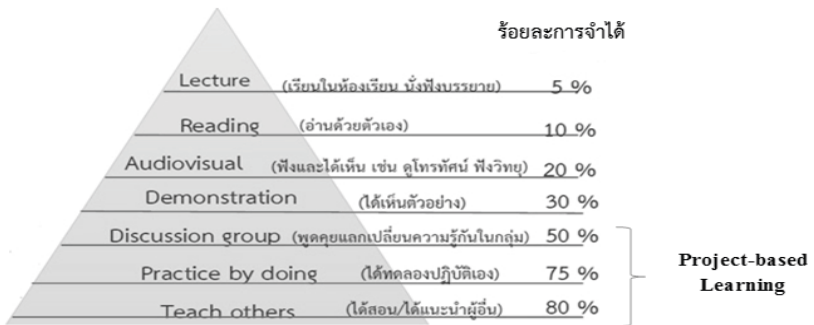 ร้อยละการจำได้
Lecture (เรียนในห้องเรียน นั่งฟังบรรยาย) 5 %
Reading (อ่านด้วยตัวเอง) 10 %
Audiovisual (ฟังและได้เห็น เช่น ดูโทรทัศน์ ฟังวิทยุ) 20 %
Demonstration (ได้เห็นตัวอย่าง) 30 %
Discussion group (พูดคุยแลกเปลี่ยนความรู้กันในกลุ่ม) 50 %
Practice by doing (ได้ทดลองปฏิบัติเอง) 75 %
Teach others (ได้สอน/ได้แนะนำผู้อื่น) 80 %
Project-based
Learning